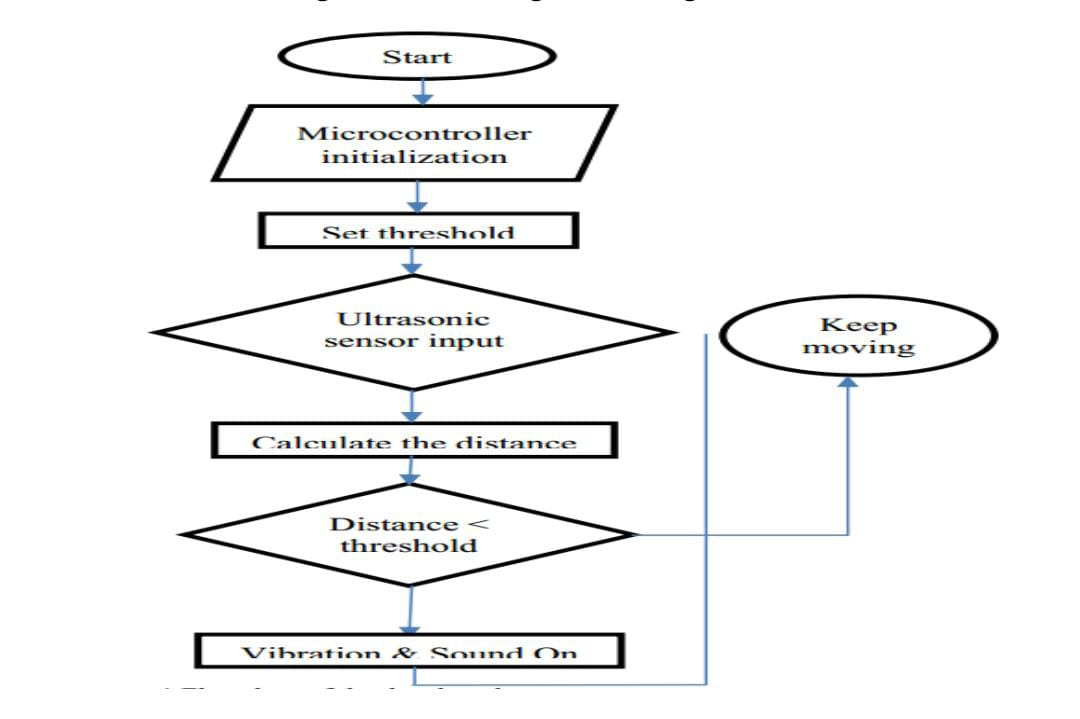 Start
Microcontroller
initialization
Set threshold
Ultrasonic
sensor input
Keep
moving
Calculate the distance
Distance <
threshold
Vibration & Sound On